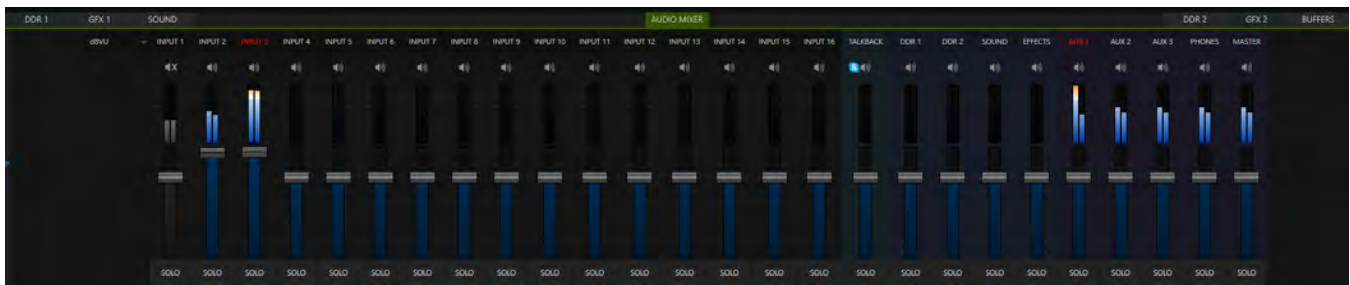 DDR 1 GFX 1 SOUND AUDIO MIXER DDR 2 GFX 2 BUFFERS
dBVU INPUT 1 INPUT 2 INPUT 3 INPUT 4 INPUT 5 INPUT 6 INPUT 7 INPUT 8 INPUT 9 INPUT 10 INPUT 11 INPUT 12 INPUT 13 INPUT 14 INPUT 15 INPUT 16 TALKBACK DDR 1 DDR 2 SOUND EFFECTS AUX 1 AUX 2 AUX 3 PHONES MASTER
S
SOLO SOLO SOLO SOLO SOLO SOLO SOLO SOLO SOLO SOLO SOLO SOLO SOLO SOLO SOLO SOLO SOLO SOLO SOLO SOLO SOLO SOLO SOLO SOLO SOLO SOLO